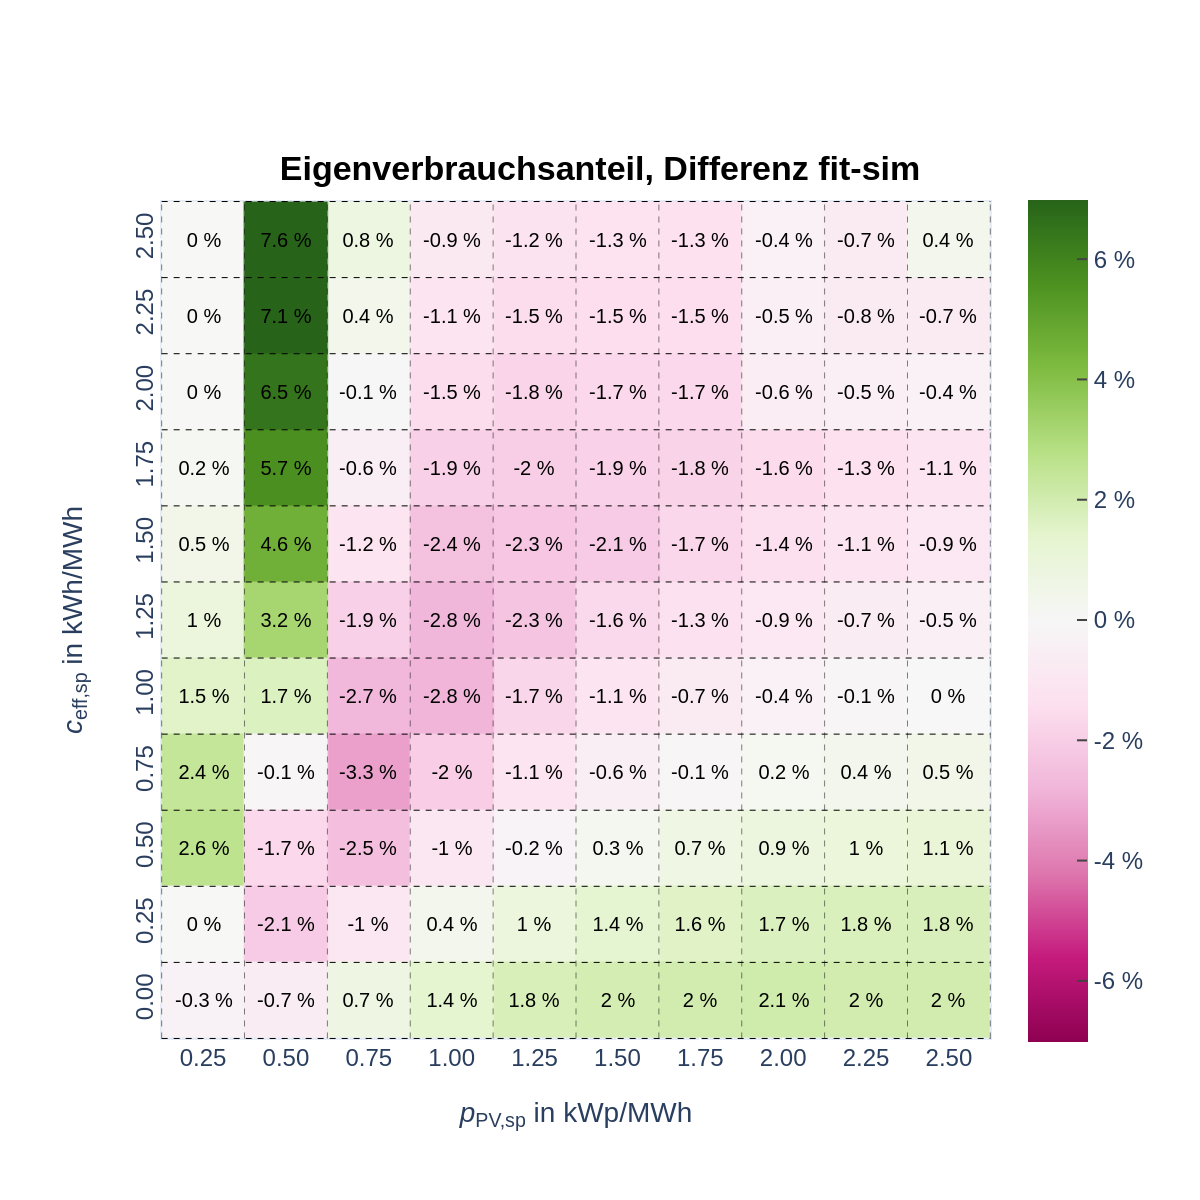 Eigenverbrauchsanteil, Differenz fit-sim
2.50 0 % 7.6 % 0.8 % -0.9 % -1.2 % -1.3 % -1.3 % -0.4 % -0.7 % 0.4 %
2.25 0 % 7.1 % 0.4 % -1.1 % -1.5 % -1.5 % -1.5 % -0.5 % -0.8 % -0.7 %
2.00 0 % 6.5 % -0.1 % -1.5 % -1.8 % -1.7 % -1.7 % -0.6 % -0.5 % -0.4 %
1.75 0.2 % 5.7 % -0.6 % -1.9 % -2 % -1.9 % -1.8 % -1.6 % -1.3 % -1.1 %
1.50 0.5 % 4.6 % -1.2 % -2.4 % -2.3 % -2.1 % -1.7 % -1.4 % -1.1 % -0.9 %
1.25 1 % 3.2 % -1.9 % -2.8 % -2.3 % -1.6 % -1.3 % -0.9 % -0.7 % -0.5 %
1.00 1.5 % 1.7 % -2.7 % -2.8 % -1.7 % -1.1 % -0.7 % -0.4 % -0.1 % 0 %
0.75 2.4 % -0.1 % -3.3 % -2 % -1.1 % -0.6 % -0.1 % 0.2 % 0.4 % 0.5 %
0.50 2.6 % -1.7 % -2.5 % -1 % -0.2 % 0.3 % 0.7 % 0.9 % 1 % 1.1 %
0.25 0 % -2.1 % -1 % 0.4 % 1 % 1.4 % 1.6 % 1.7 % 1.8 % 1.8 %
0.00 -0.3 % -0.7 % 0.7 % 1.4 % 1.8 % 2 % 2 % 2.1 % 2 % 2 %
0.25 0.50 0.75 1.00 1.25 1.50 1.75 2.00 2.25 2.50
pPV,sp in kWp/MWh
ceff,sp in kWh/MWh
6 %
4 %
2 %
0 %
-2 %
-4 %
-6 %